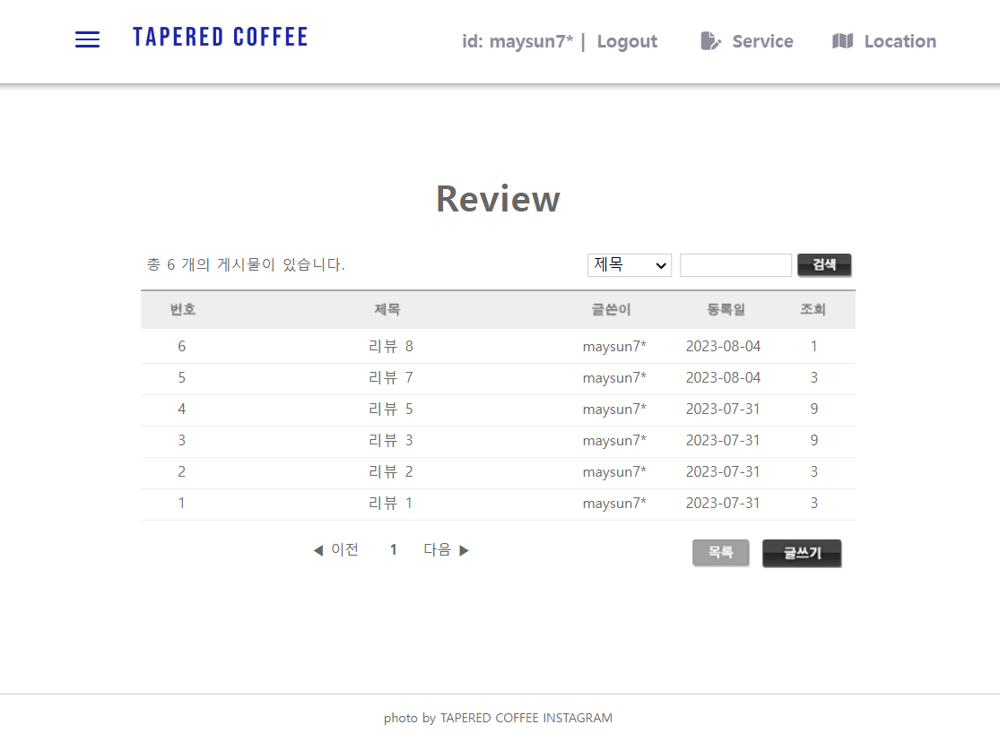 TAPERED COFFEE
id: maysun7* | Logout Service Location
Review
총 6 개의 게시물이 있습니다.
제목 검색
번호 제목 글쓴이 등록일 조회
6 리뷰 8 maysun7* 2023-08-04 1
5 리뷰 7 maysun7* 2023-08-04 3
4 리뷰 5 maysun7* 2023-07-31 9
3 리뷰 3 maysun7* 2023-07-31 9
2 리뷰 2 maysun7* 2023-07-31 3
1 리뷰 1 maysun7* 2023-07-31 3
◀ 이전 1 다음 ▶ 목록 글쓰기
photo by TAPERED COFFEE INSTAGRAM